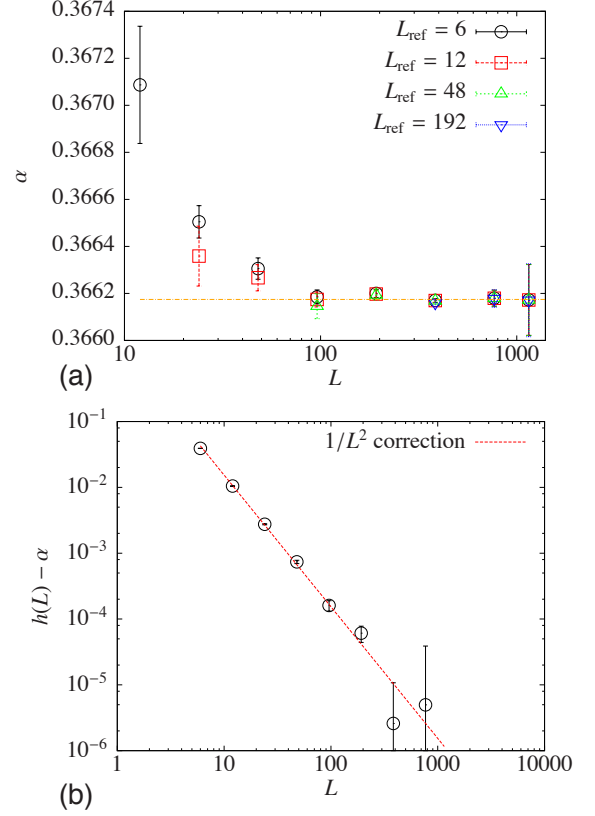 0.3674
0.3672
0.3670
0.3668
0.3666
0.3664
0.3662
0.3660
α
L_ref = 6
L_ref = 12
L_ref = 48
L_ref = 192
10 100 1000
L
(a)
10^-1
10^-2
10^-3
10^-4
10^-5
10^-6
h(L) – α
1/L^2 correction
1 10 100 1000 10000
L
(b)